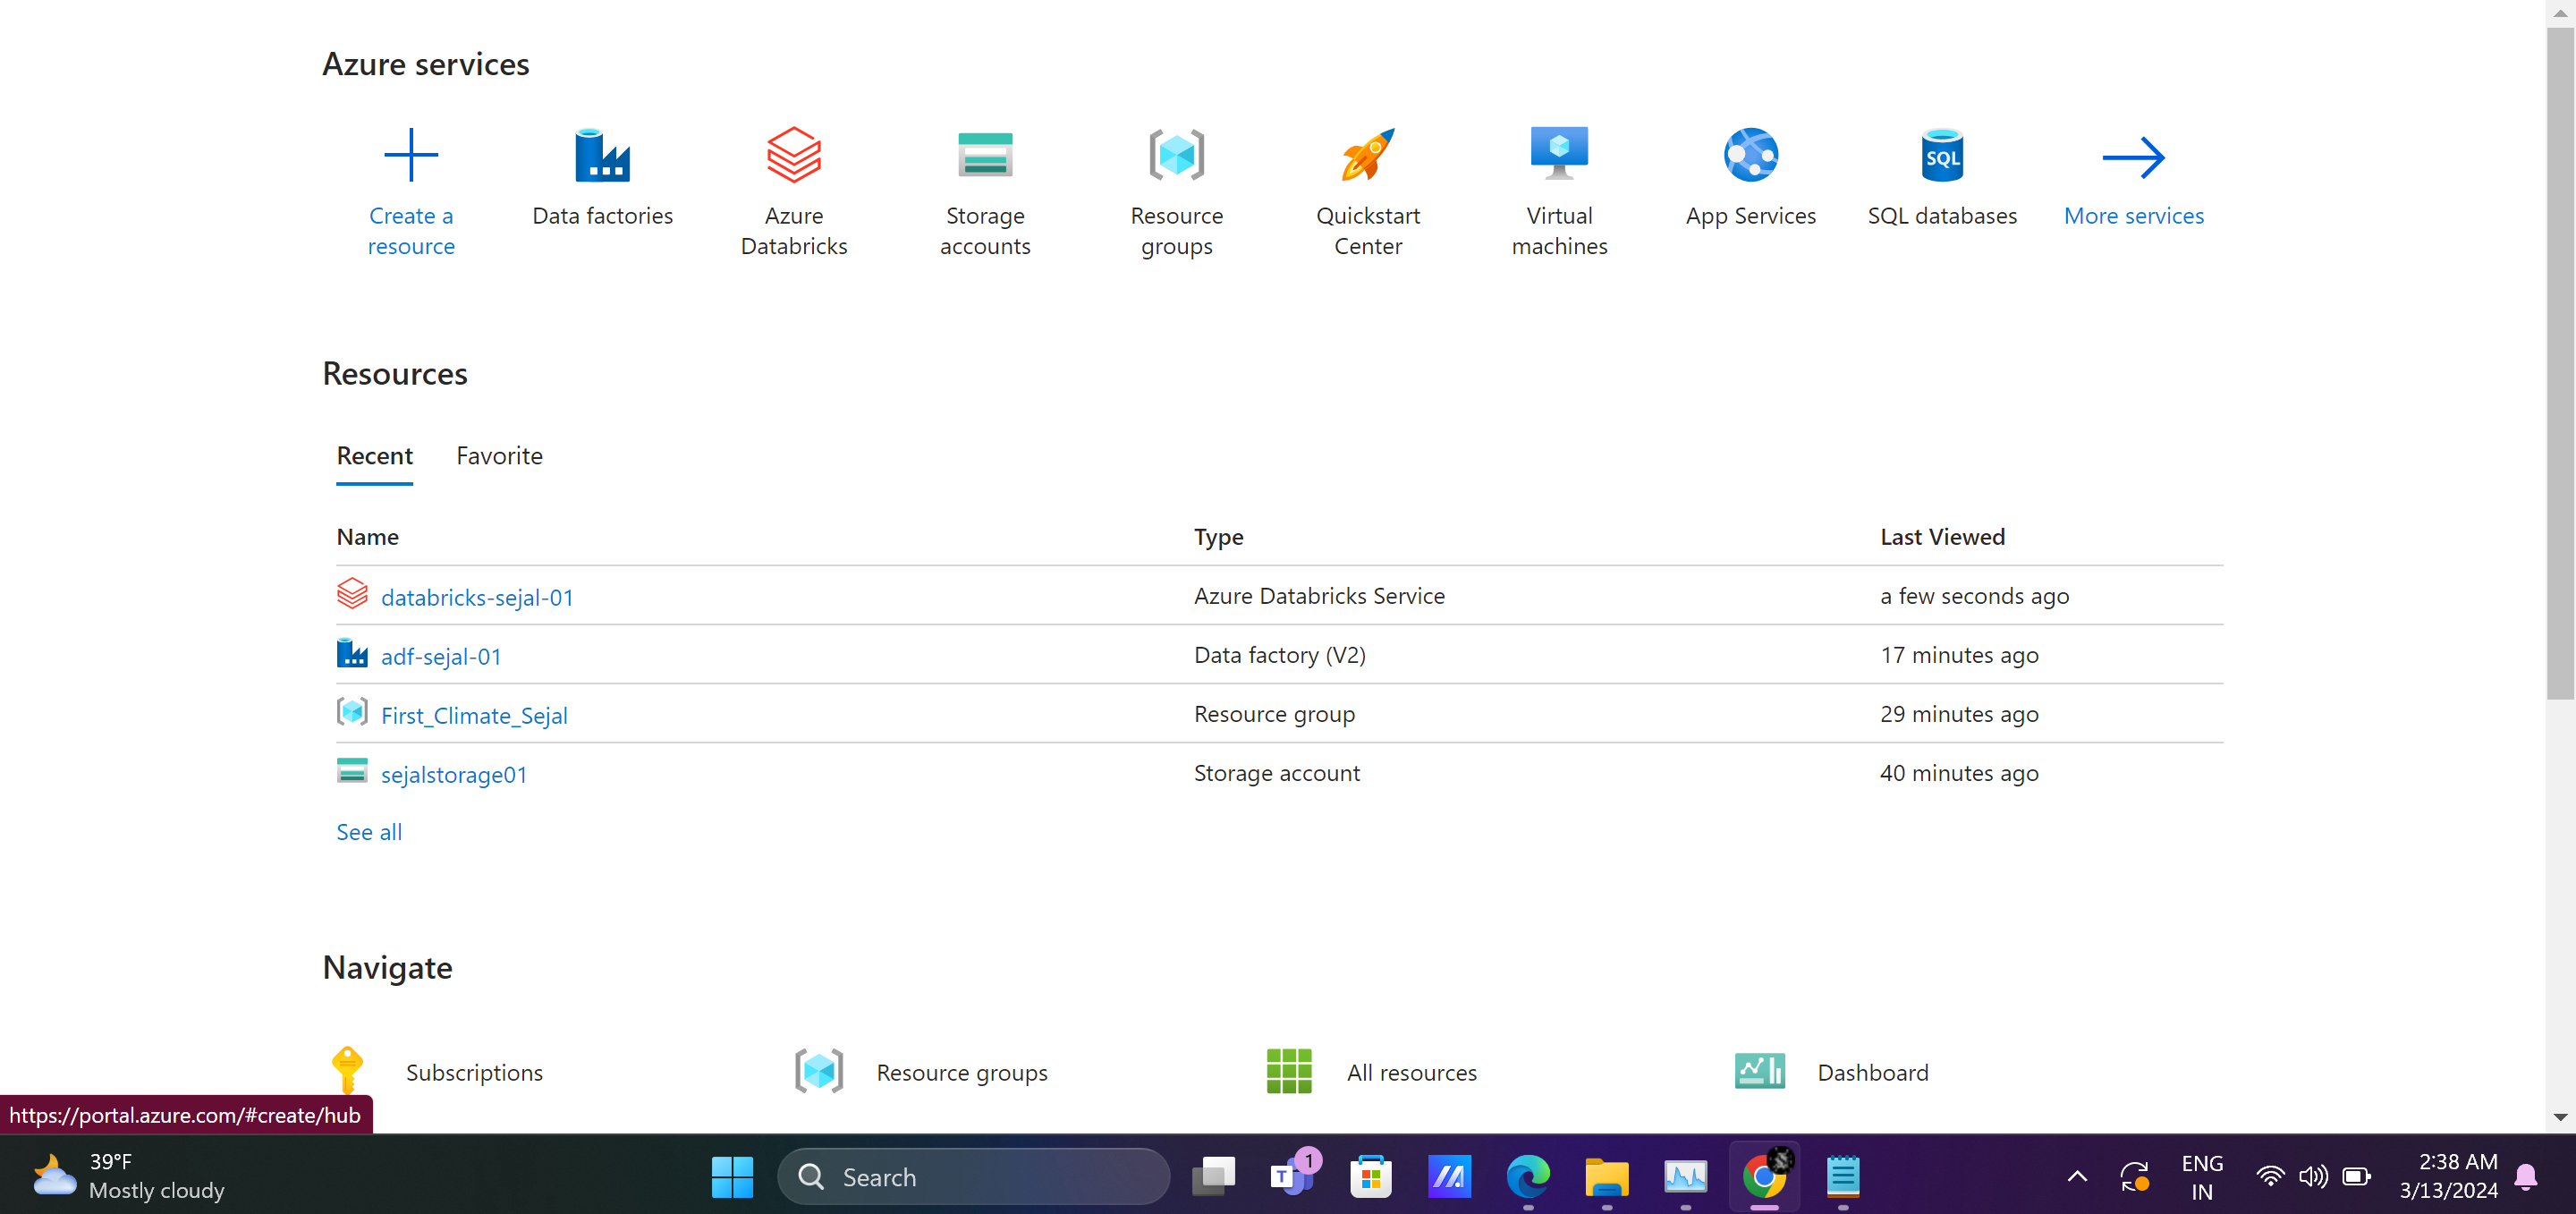 Azure services
Create a
resource
Data factories
Azure
Databricks
Storage
accounts
Resource
groups
Quickstart
Center
Virtual
machines
App Services
SQL
SQL databases
More services
Resources
Recent Favorite
Name Type Last Viewed
databricks-sejal-01 Azure Databricks Service a few seconds ago
adf-sejal-01 Data factory (V2) 17 minutes ago
First_Climate_Sejal Resource group 29 minutes ago
sejalstorage01 Storage account 40 minutes ago
See all
Navigate
Subscriptions Resource groups All resources Dashboard
https://portal.azure.com/#create/hub
39°F
Mostly cloudy
Search
T
1
ENG
IN
2:38 AM
3/13/2024